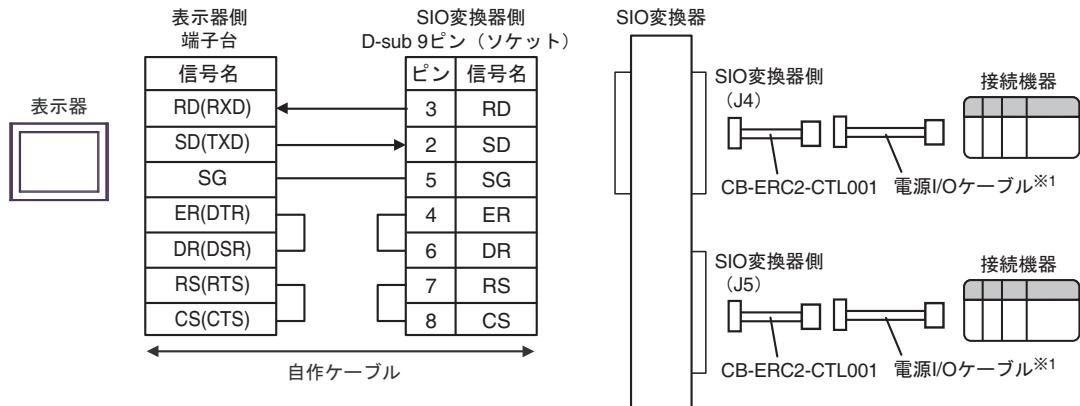 表示器
表示器側
端子台
信号名
RD(RXD)
SD(TXD)
SG
ER(DTR)
DR(DSR)
RS(RTS)
CS(CTS)
SIO変換器側
D-sub 9ピン（ソケット）
ピン 信号名
3 RD
2 SD
5 SG
4 ER
6 DR
7 RS
8 CS
自作ケーブル
SIO変換器
SIO変換器側
（J4）
接続機器
CB-ERC2-CTL001 電源I/Oケーブル※1
SIO変換器側
（J5）
接続機器
CB-ERC2-CTL001 電源I/Oケーブル※1